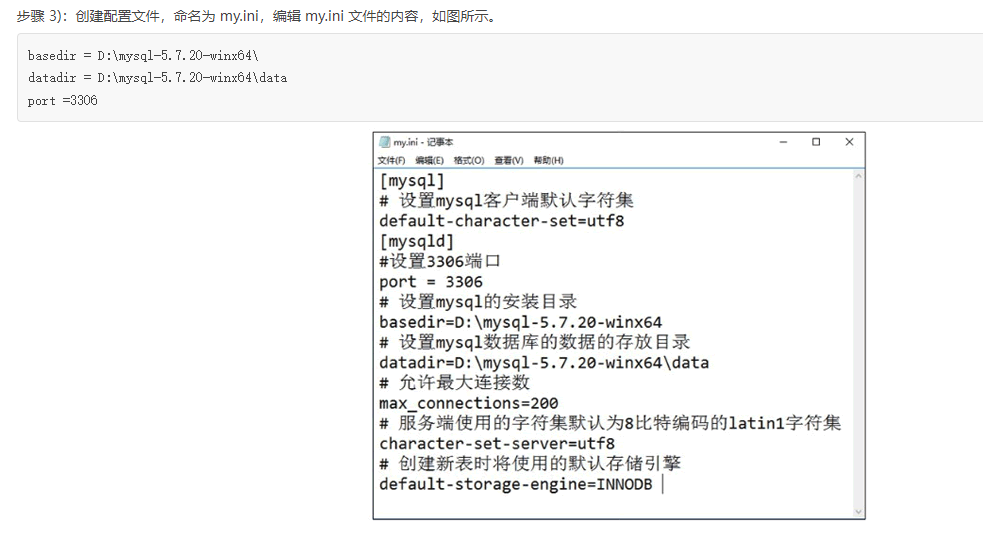 步骤 3)：创建配置文件，命名为 my.ini，编辑 my.ini 文件的内容，如图所示。
basedir = D:\mysql-5.7.20-winx64\
datadir = D:\mysql-5.7.20-winx64\data
port =3306
my.ini - 记事本
文件(F) 编辑(E) 格式(O) 查看(V) 帮助(H)
[mysql]
# 设置mysql客户端默认字符集
default-character-set=utf8
[mysqld]
#设置3306端口
port = 3306
# 设置mysql的安装目录
basedir=D:\mysql-5.7.20-winx64
# 设置mysql数据库的数据的存放目录
datadir=D:\mysql-5.7.20-winx64\data
# 允许最大连接数
max_connections=200
# 服务端使用的字符集默认为8比特编码的latin1字符集
character-set-server=utf8
# 创建新表时将使用的默认存储引擎
default-storage-engine=INNODB